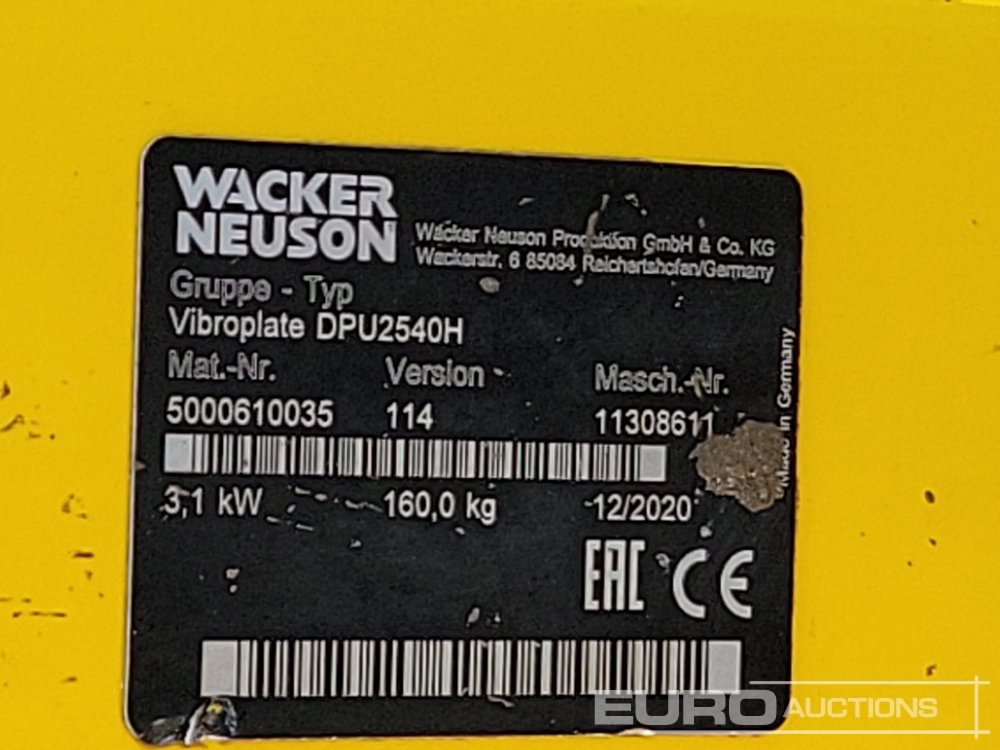 WACKER
NEUSON
Wacker Neuson Produktion GmbH & Co. KG
Wackerstr. 6 85084 Reichertshofen/Germany
Gruppe - Typ
Vibroplate DPU2540H
Mat.-Nr. Version Masch.-Nr.
5000610035 114 11308611
3,1 kW 160,0 kg 12/2020
Made in Germany
EAC CE
EURO AUCTIONS